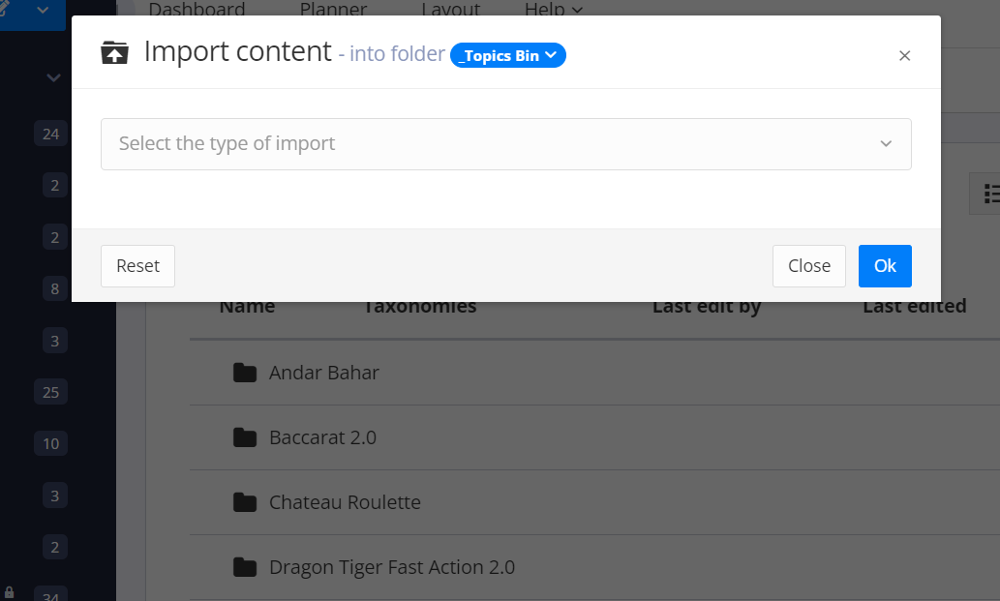 Dashboard Planner Layout Help
Import content - into folder _Topics Bin
×
24
Select the type of import
2
2
Reset Close Ok
8
Name Taxonomies Last edit by Last edited
3
Andar Bahar
25
Baccarat 2.0
10
3
Chateau Roulette
2
Dragon Tiger Fast Action 2.0
34